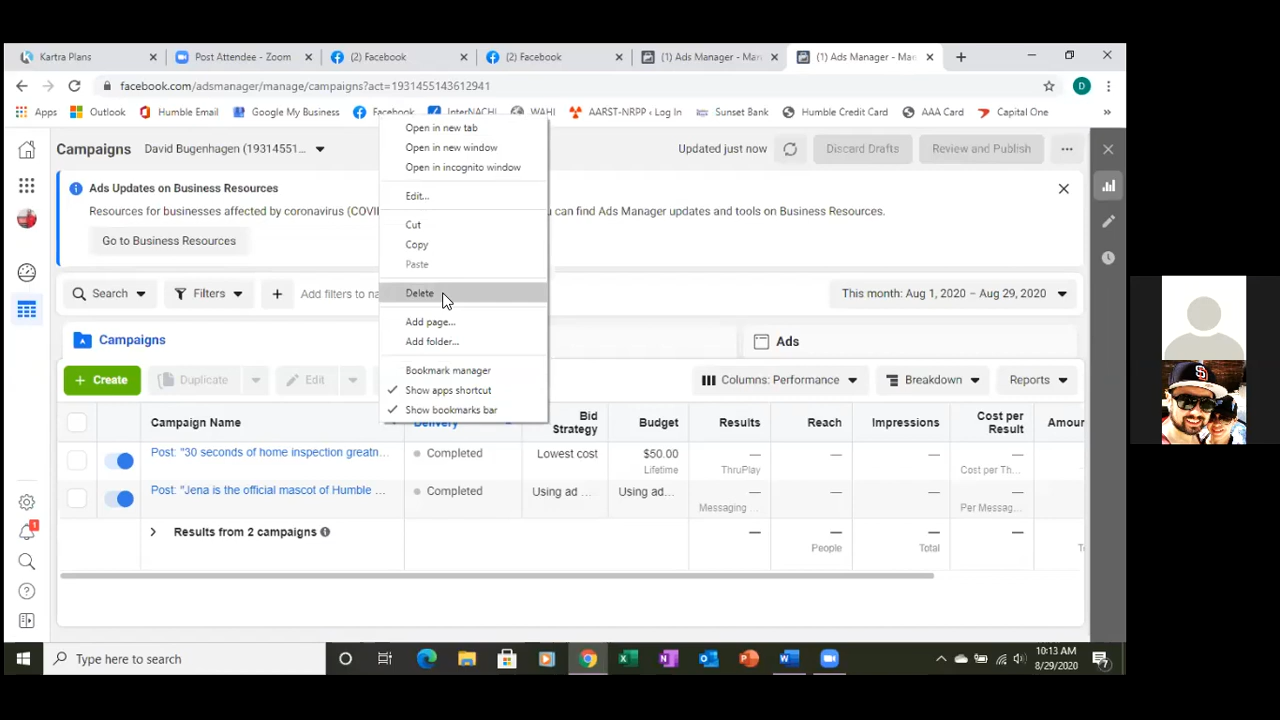 Kartra Plans
Post Attendee - Zoom
(2) Facebook
(2) Facebook
(1) Ads Manager - Man
(1) Ads Manager - Man
facebook.com/adsmanager/manage/campaigns?act=1931455143612941
D
Apps
Outlook
Humble Email
Google My Business
Facebook
InterNACHI
WAHI
AARST-NRPP ‹ Log In
Sunset Bank
Humble Credit Card
AAA Card
Capital One
»
Campaigns
David Bugenhagen (19314551...
Updated just now
Discard Drafts
Review and Publish
Ads Updates on Business Resources
Resources for businesses affected by coronavirus (COVI
u can find Ads Manager updates and tools on Business Resources.
Go to Business Resources
Open in new tab
Open in new window
Open in incognito window
Edit...
Cut
Copy
Paste
Delete
Add page...
Add folder...
Bookmark manager
Show apps shortcut
Show bookmarks bar
Search
Filters
Add filters to na
This month: Aug 1, 2020 – Aug 29, 2020
Campaigns
Ads
+ Create
Duplicate
Edit
Columns: Performance
Breakdown
Reports
Campaign Name
Delivery
Bid Strategy
Budget
Results
Reach
Impressions
Cost per Result
Amour
Post: "30 seconds of home inspection greatn...
Completed
Lowest cost
$50.00
Lifetime
—
ThruPlay
—
—
—
Cost per Th...
Post: "Jena is the official mascot of Humble ...
Completed
Using ad ...
Using ad...
—
Messaging ...
—
—
—
Per Messag...
Results from 2 campaigns
—
—
People
—
Total
—
1
Type here to search
10:13 AM
8/29/2020
7